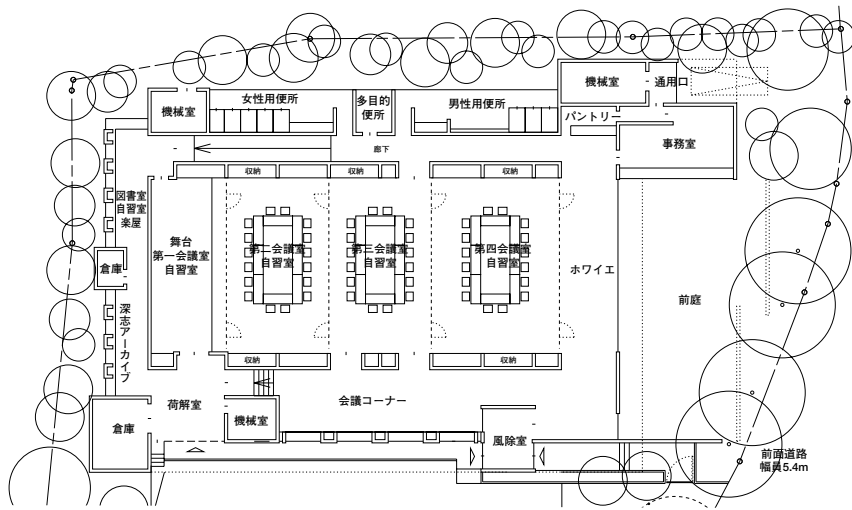 機械室
通用口
女性用便所
多目的
便所
男性用便所
機械室
パントリー
事務室
廊下
収納
収納
収納
図書室
自習室
楽屋
舞台
第一会議室
自習室
第二会議室
自習室
第三会議室
自習室
第四会議室
自習室
ホワイエ
倉庫
前庭
深志アーカイブ
収納
収納
荷解室
会議コーナー
倉庫
機械室
風除室
前面道路
幅員5.4m